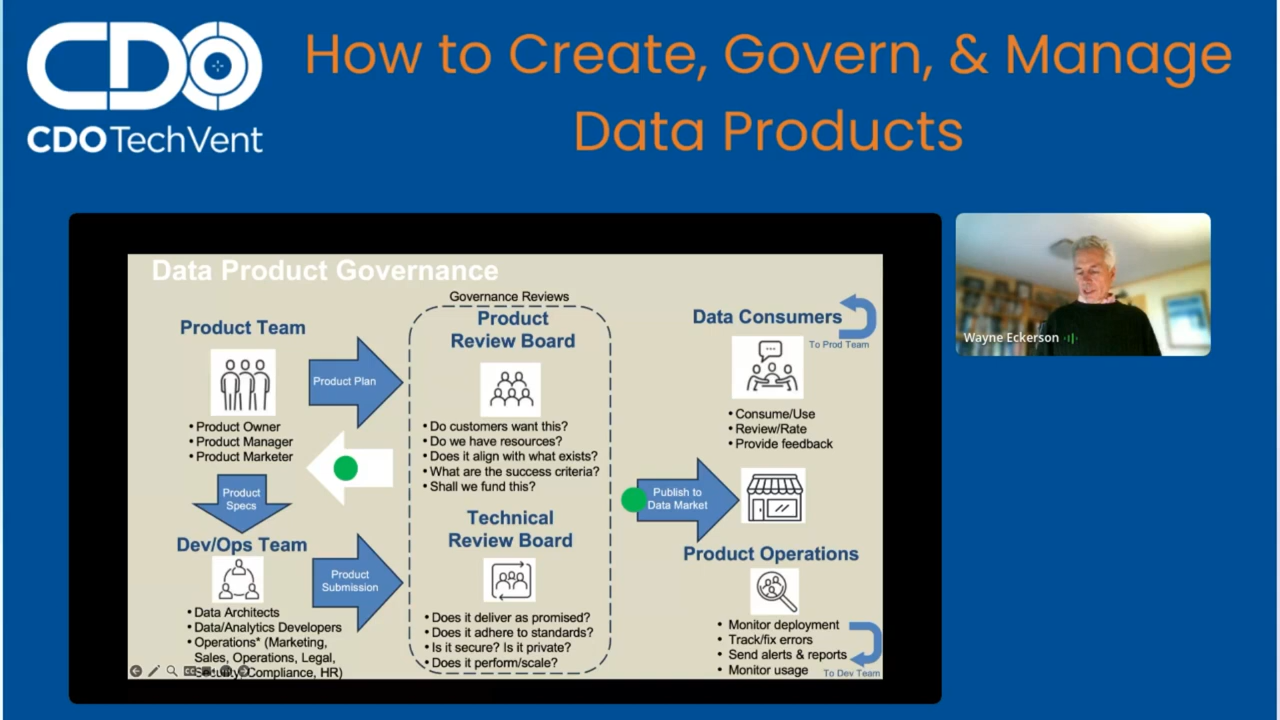 CDO
CDO TechVent
How to Create, Govern, & Manage
Data Products
Wayne Eckerson
Data Product Governance
Product Team
Product Plan
• Product Owner
• Product Manager
• Product Marketer
Product
Specs
Dev/Ops Team
Product
Submission
• Data Architects
• Data/Analytics Developers
• Operations* (Marketing,
Sales, Operations, Legal,
Security, Compliance, HR)
Governance Reviews
Product
Review Board
• Do customers want this?
• Do we have resources?
• Does it align with what exists?
• What are the success criteria?
• Shall we fund this?
Technical
Review Board
• Does it deliver as promised?
• Does it adhere to standards?
• Is it secure? Is it private?
• Does it perform/scale?
Publish to
Data Market
Data Consumers
To Prod Team
• Consume/Use
• Review/Rate
• Provide feedback
Product Operations
• Monitor deployment
• Track/fix errors
• Send alerts & reports
• Monitor usage
To Dev Team